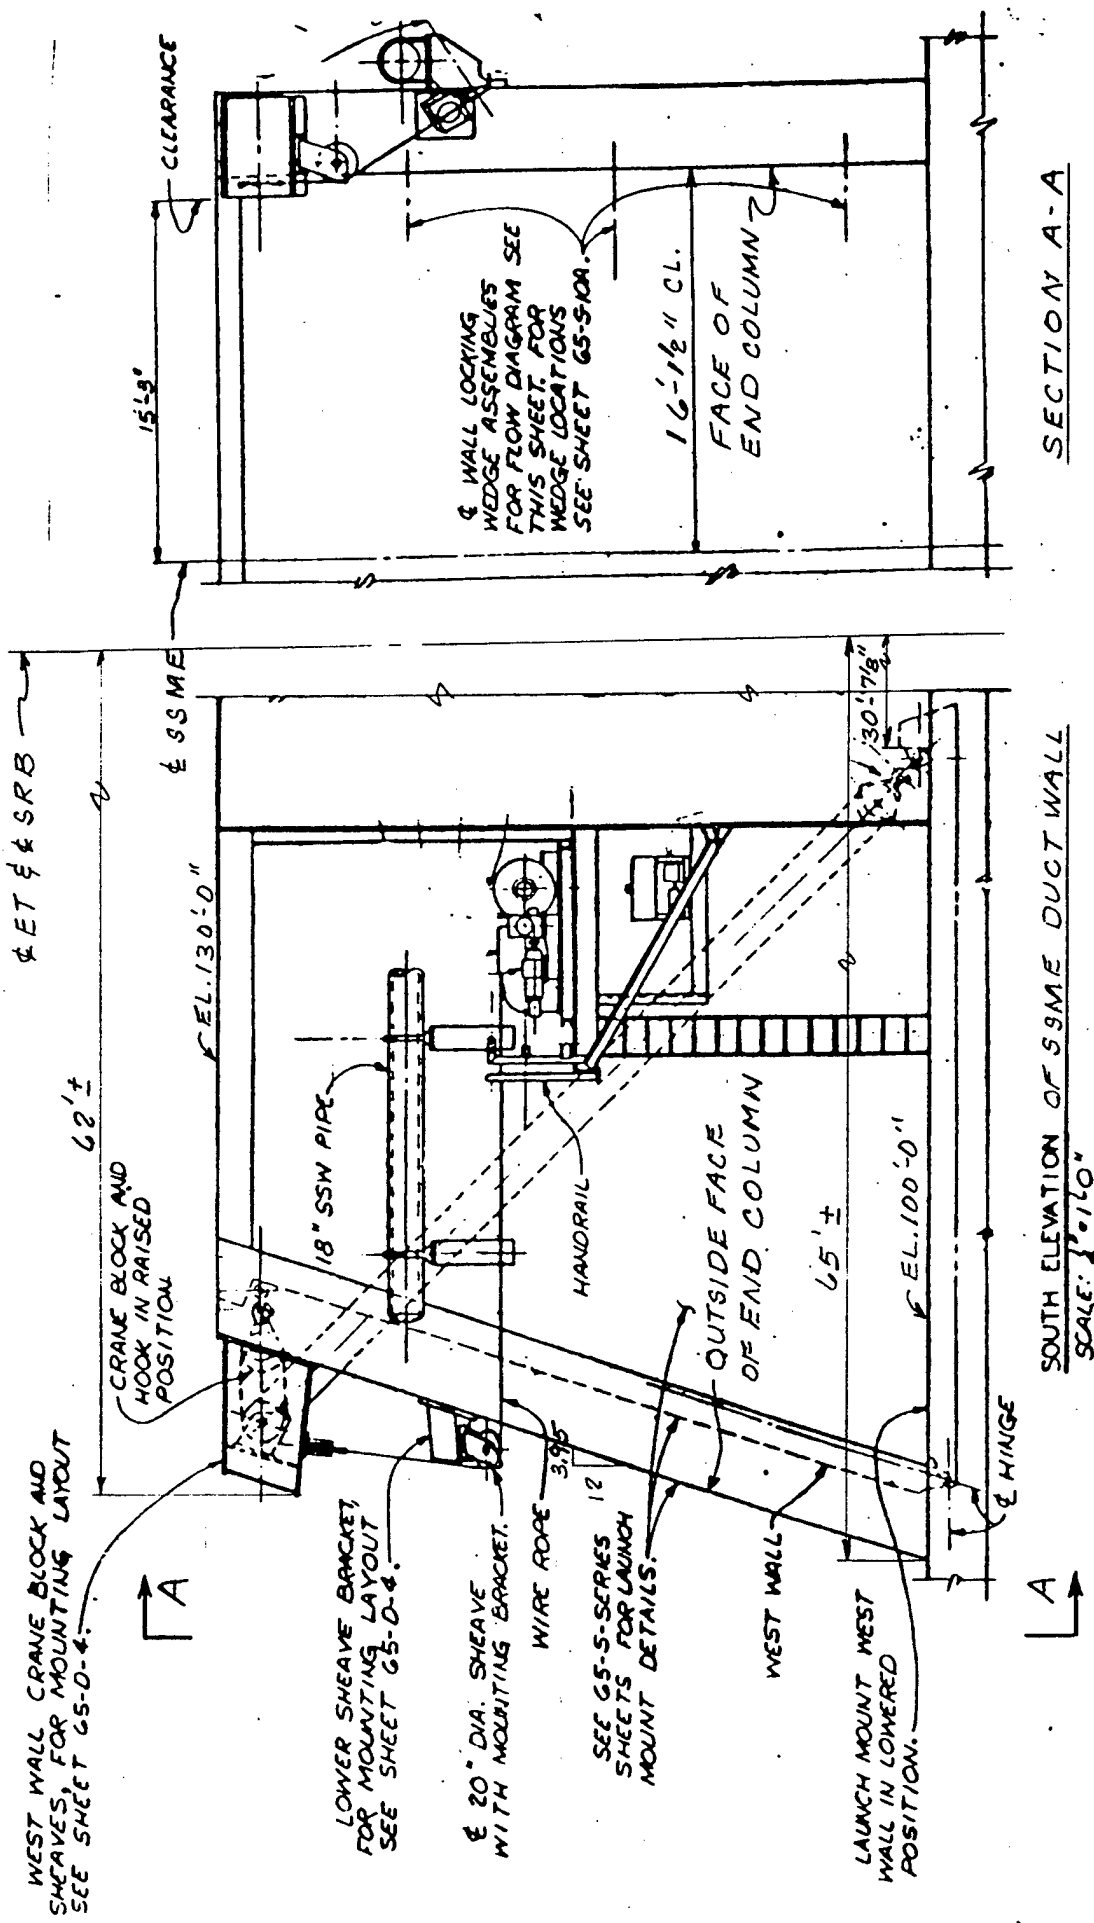 WEST WALL CRANE BLOCK AND
SHEAVES, FOR MOUNTING LAYOUT
SEE SHEET 65-D-4.
CRANE BLOCK AND
HOOK IN RAISED
POSITION
62'±
℄ ET & ℄ SRB
EL. 130'-0"
℄ SSME
15'-3"
CLEARANCE
A
LOWER SHEAVE BRACKET,
FOR MOUNTING LAYOUT
SEE SHEET 65-D-4.
℄ 20" DIA. SHEAVE
WITH MOUNTING BRACKET.
WIRE ROPE
3.95
12
18" SSW PIPE
HANDRAIL
SEE 65-S-SERIES
SHEETS FOR LAUNCH
MOUNT DETAILS.
OUTSIDE FACE
OF END COLUMN
WEST WALL
65'±
30'-7/8"
LAUNCH MOUNT WEST
WALL IN LOWERED
POSITION.
EL. 100'-0"
℄ HINGE
A
SOUTH ELEVATION OF SSME DUCT WALL
℄ WALL LOCKING
WEDGE ASSEMBLIES
FOR FLOW DIAGRAM SEE
THIS SHEET. FOR
WEDGE LOCATIONS
SEE SHEET 65-S-10A.
16'-1½" CL.
FACE OF
END COLUMN
SECTION A-A